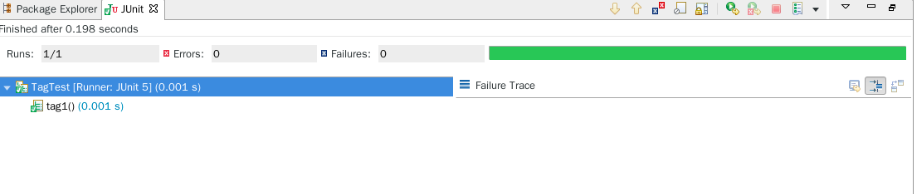 Package Explorer JUnit
Finished after 0.198 seconds
Runs: 1/1 Errors: 0 Failures: 0
TagTest [Runner: JUnit 5] (0.001 s) Failure Trace
tag1() (0.001 s)